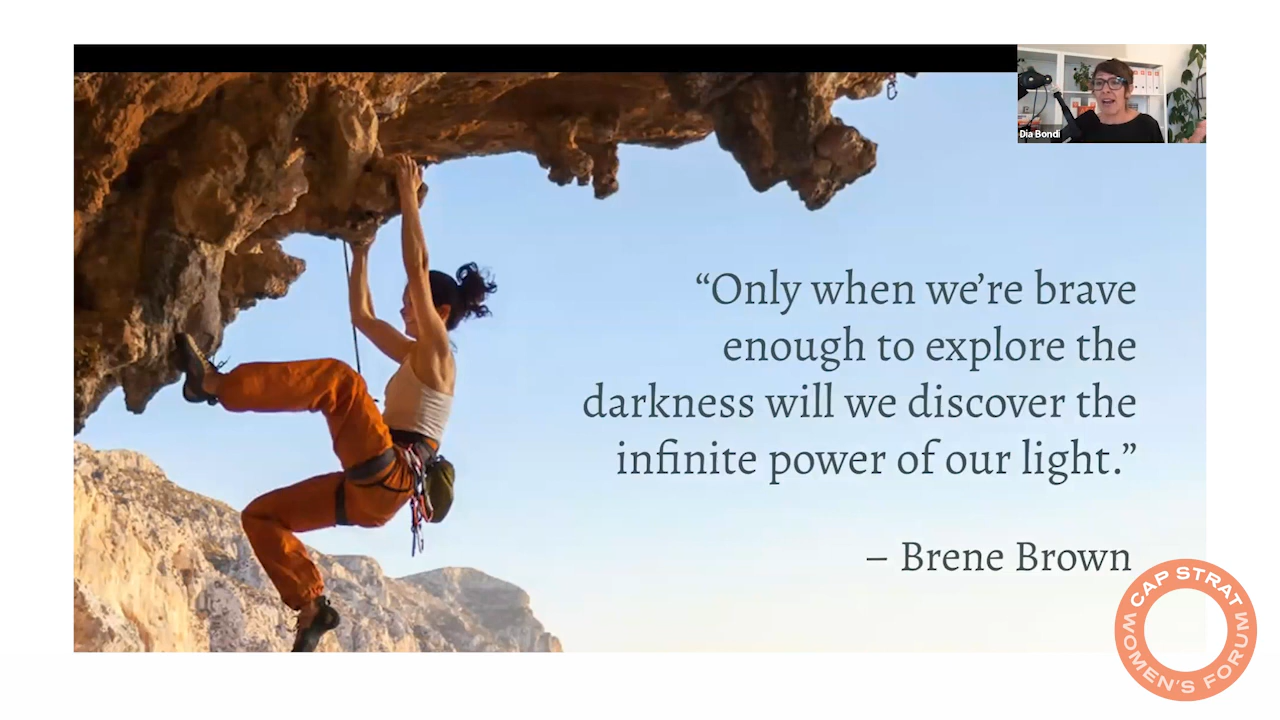 Dia Bondi
“Only when we’re brave
enough to explore the
darkness will we discover the
infinite power of our light.”
– Brene Brown
CAP STRAT
WOMEN'S FORUM